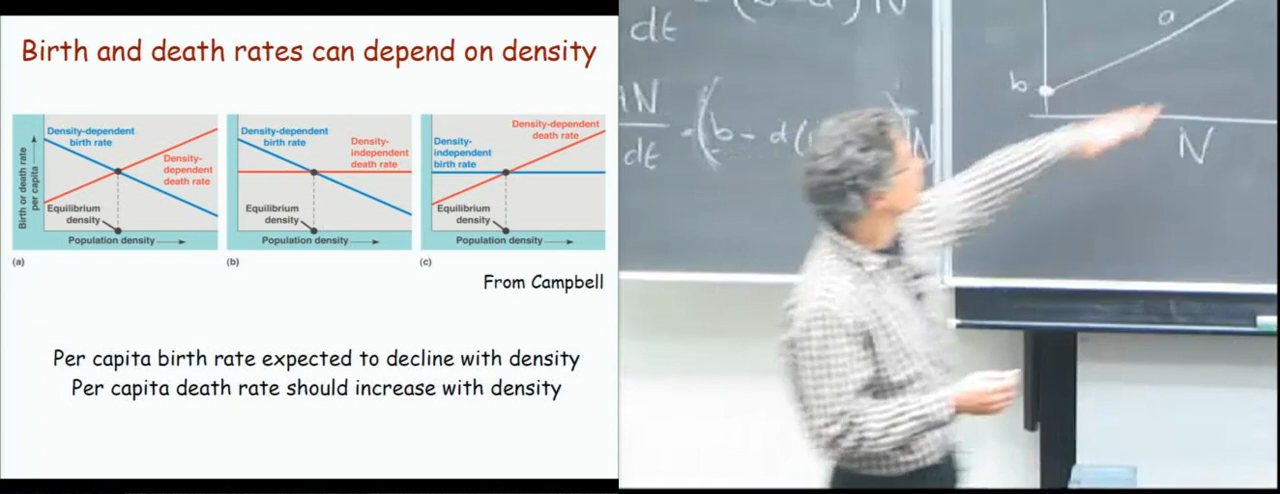 Birth and death rates can depend on density
Density-dependent
birth rate
Density-
dependent
death rate
Equilibrium
density
Birth or death rate
per capita
Population density
(a)
Density-dependent
birth rate
Density-
independent
death rate
Equilibrium
density
Population density
(b)
Density-dependent
death rate
Density-
independent
birth rate
Equilibrium
density
Population density
(c)
From Campbell
Per capita birth rate expected to decline with density
Per capita death rate should increase with density
dt
N
dt
N
b
a
N